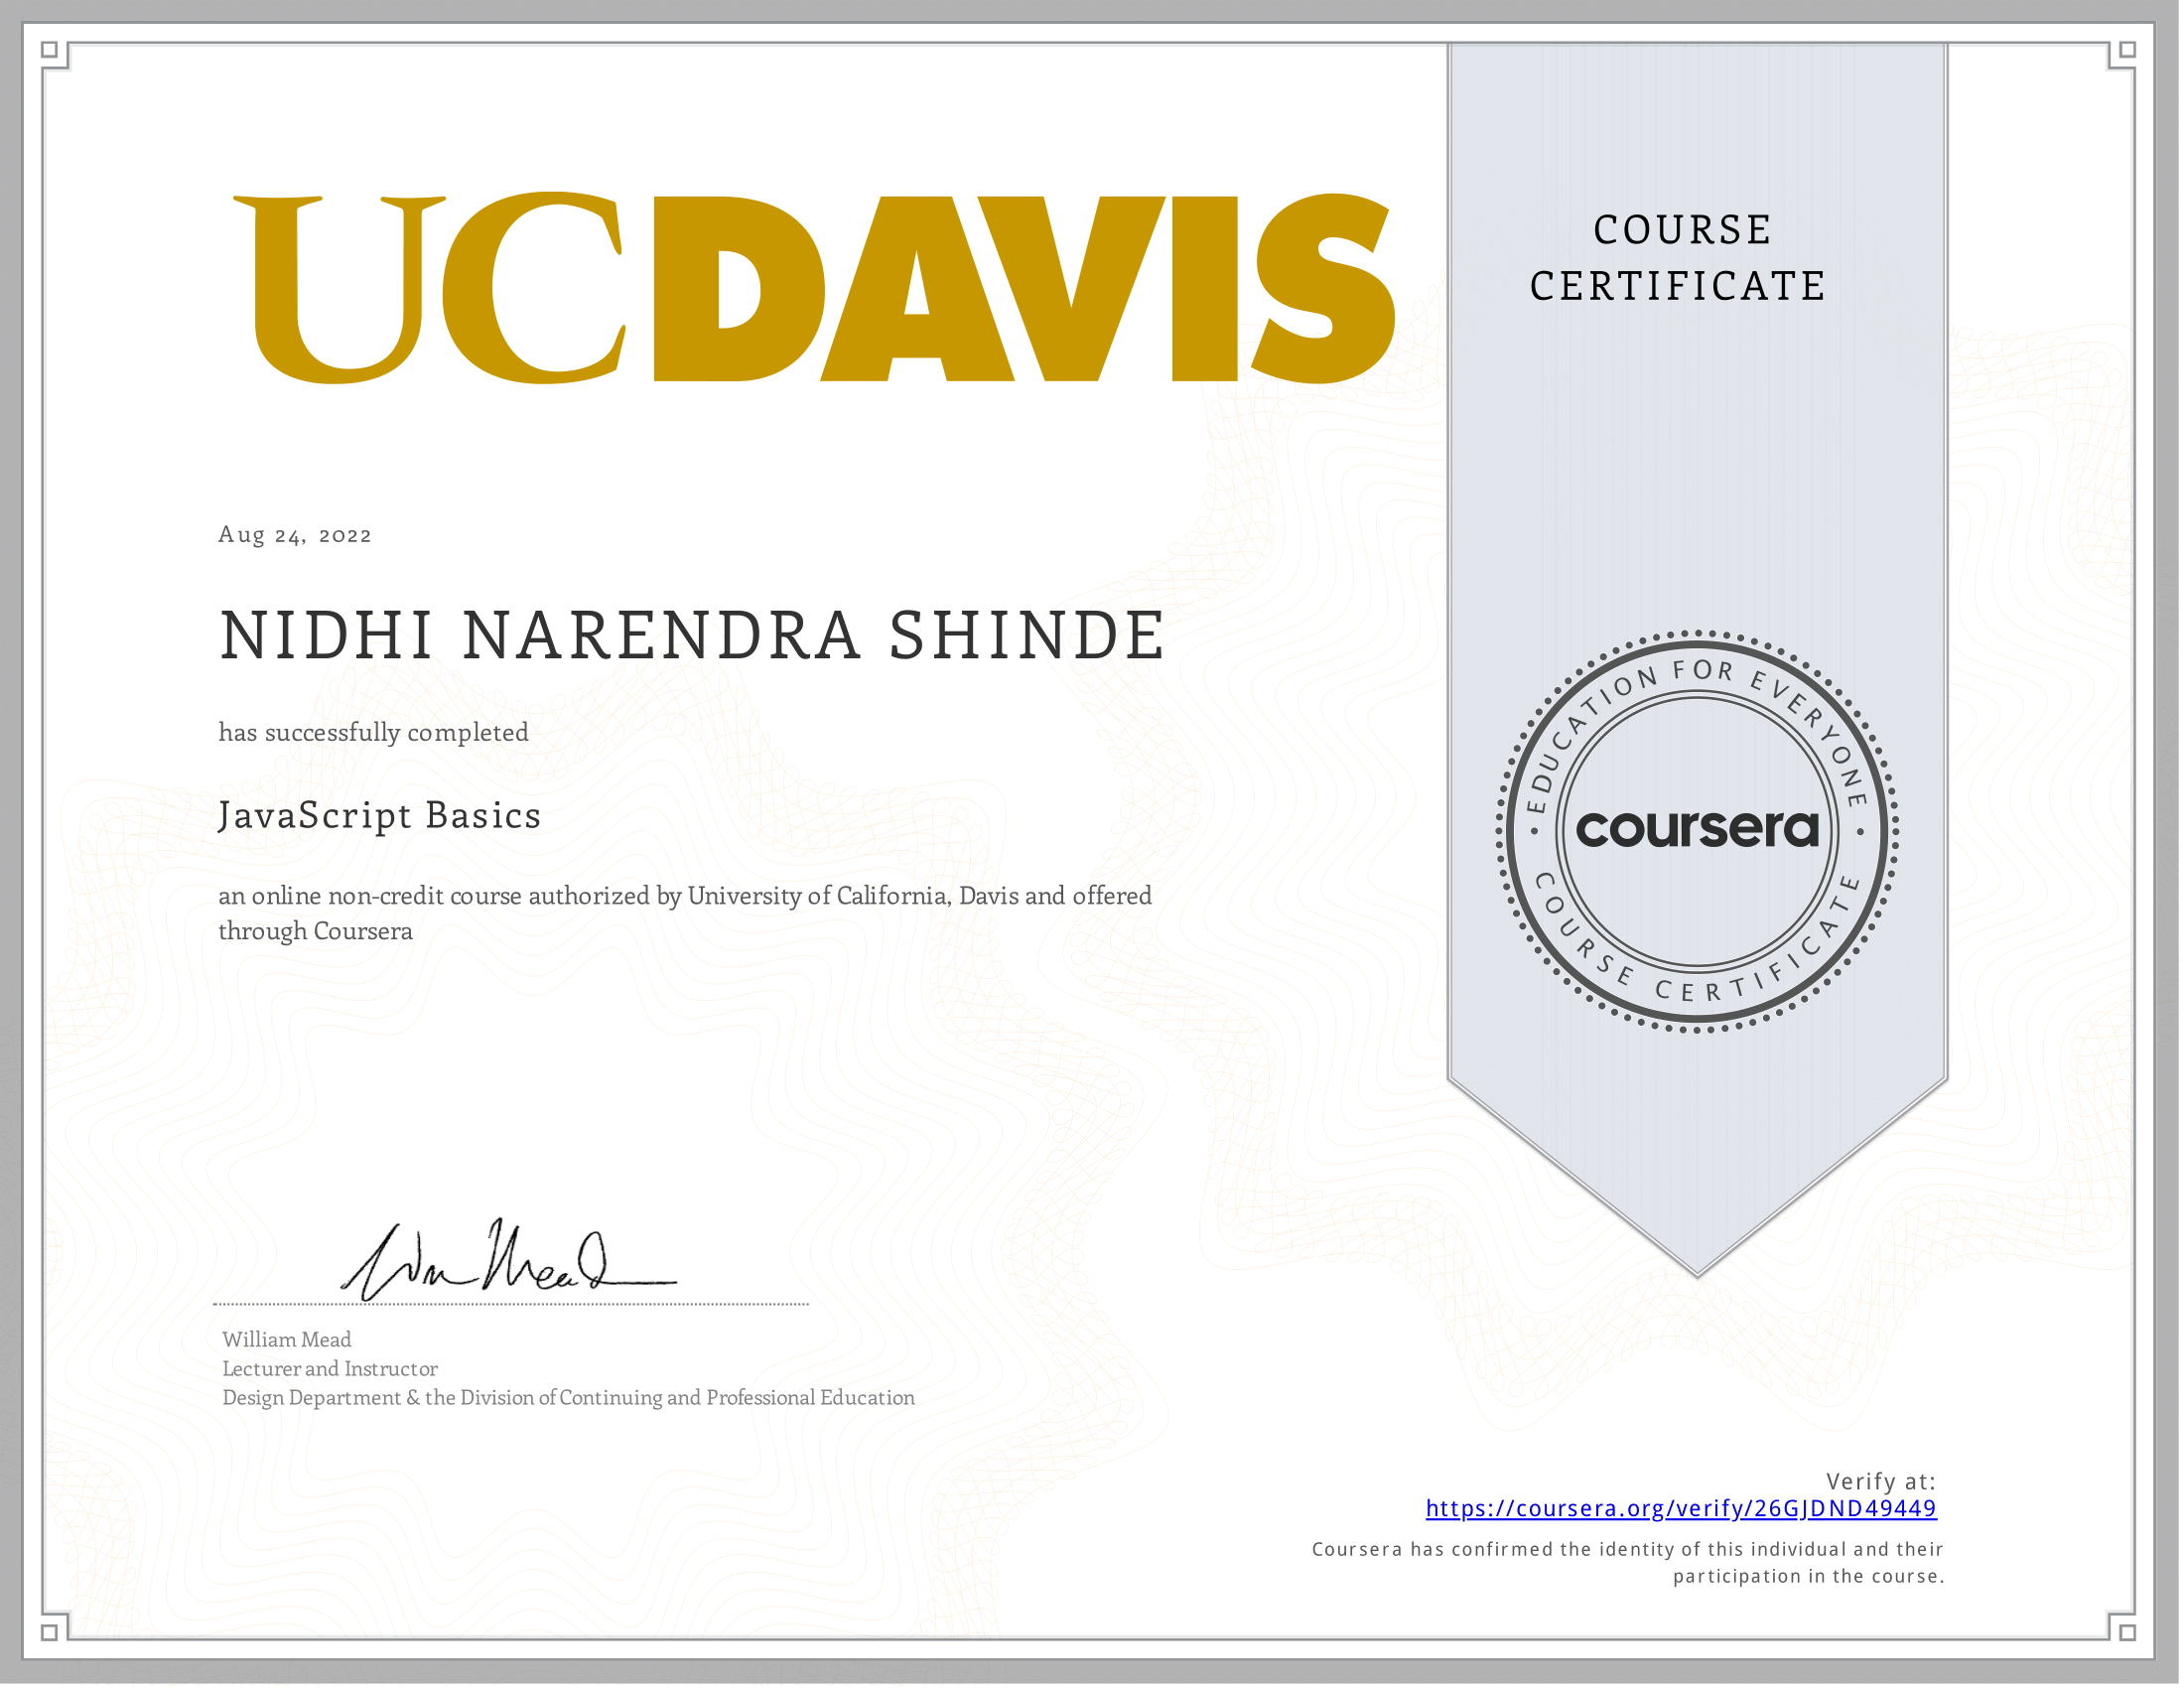 UCDAVIS
COURSE
CERTIFICATE
Aug 24, 2022
NIDHI NARENDRA SHINDE
has successfully completed
JavaScript Basics
an online non-credit course authorized by University of California, Davis and offered
through Coursera
EDUCATION FOR EVERYONE
coursera
COURSE CERTIFICATE
William Mead
Lecturer and Instructor
Design Department & the Division of Continuing and Professional Education
Verify at:
https://coursera.org/verify/26GJDND49449
Coursera has confirmed the identity of this individual and their
participation in the course.